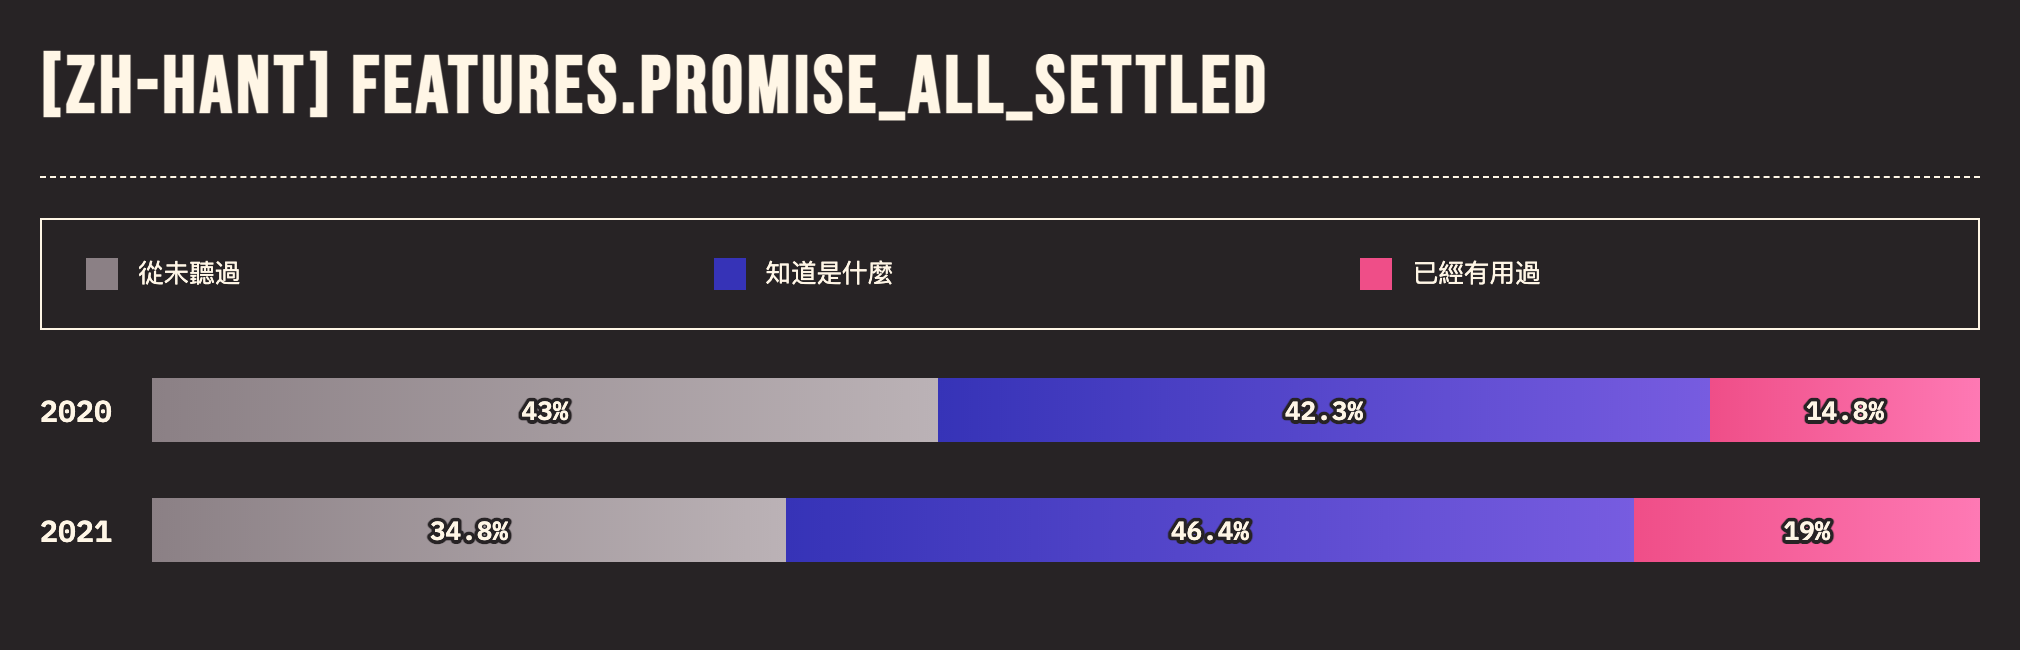 [ZH-HANT] FEATURES.PROMISE_ALL_SETTLED
從未聽過 知道是什麼 已經有用過
2020 43% 42.3% 14.8%
2021 34.8% 46.4% 19%